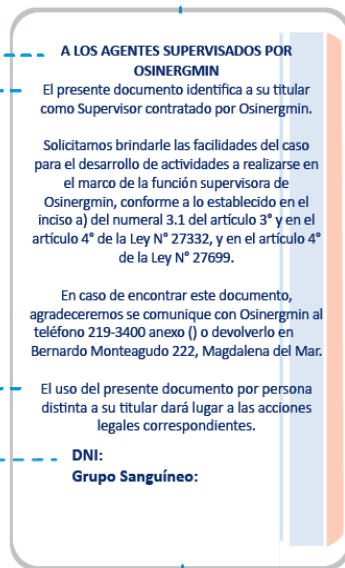 A LOS AGENTES SUPERVISADOS POR
OSINERGMIN
El presente documento identifica a su titular
como Supervisor contratado por Osinergmin.
Solicitamos brindarle las facilidades del caso
para el desarrollo de actividades a realizarse en
el marco de la función supervisora de
Osinergmin, conforme a lo establecido en el
inciso a) del numeral 3.1 del artículo 3° y en el
artículo 4° de la Ley N° 27332, y en el artículo 4°
de la Ley N° 27699.
En caso de encontrar este documento,
agradeceremos se comunique con Osinergmin al
teléfono 219-3400 anexo () o devolverlo en
Bernardo Monteagudo 222, Magdalena del Mar.
El uso del presente documento por persona
distinta a su titular dará lugar a las acciones
legales correspondientes.
DNI:
Grupo Sanguíneo: